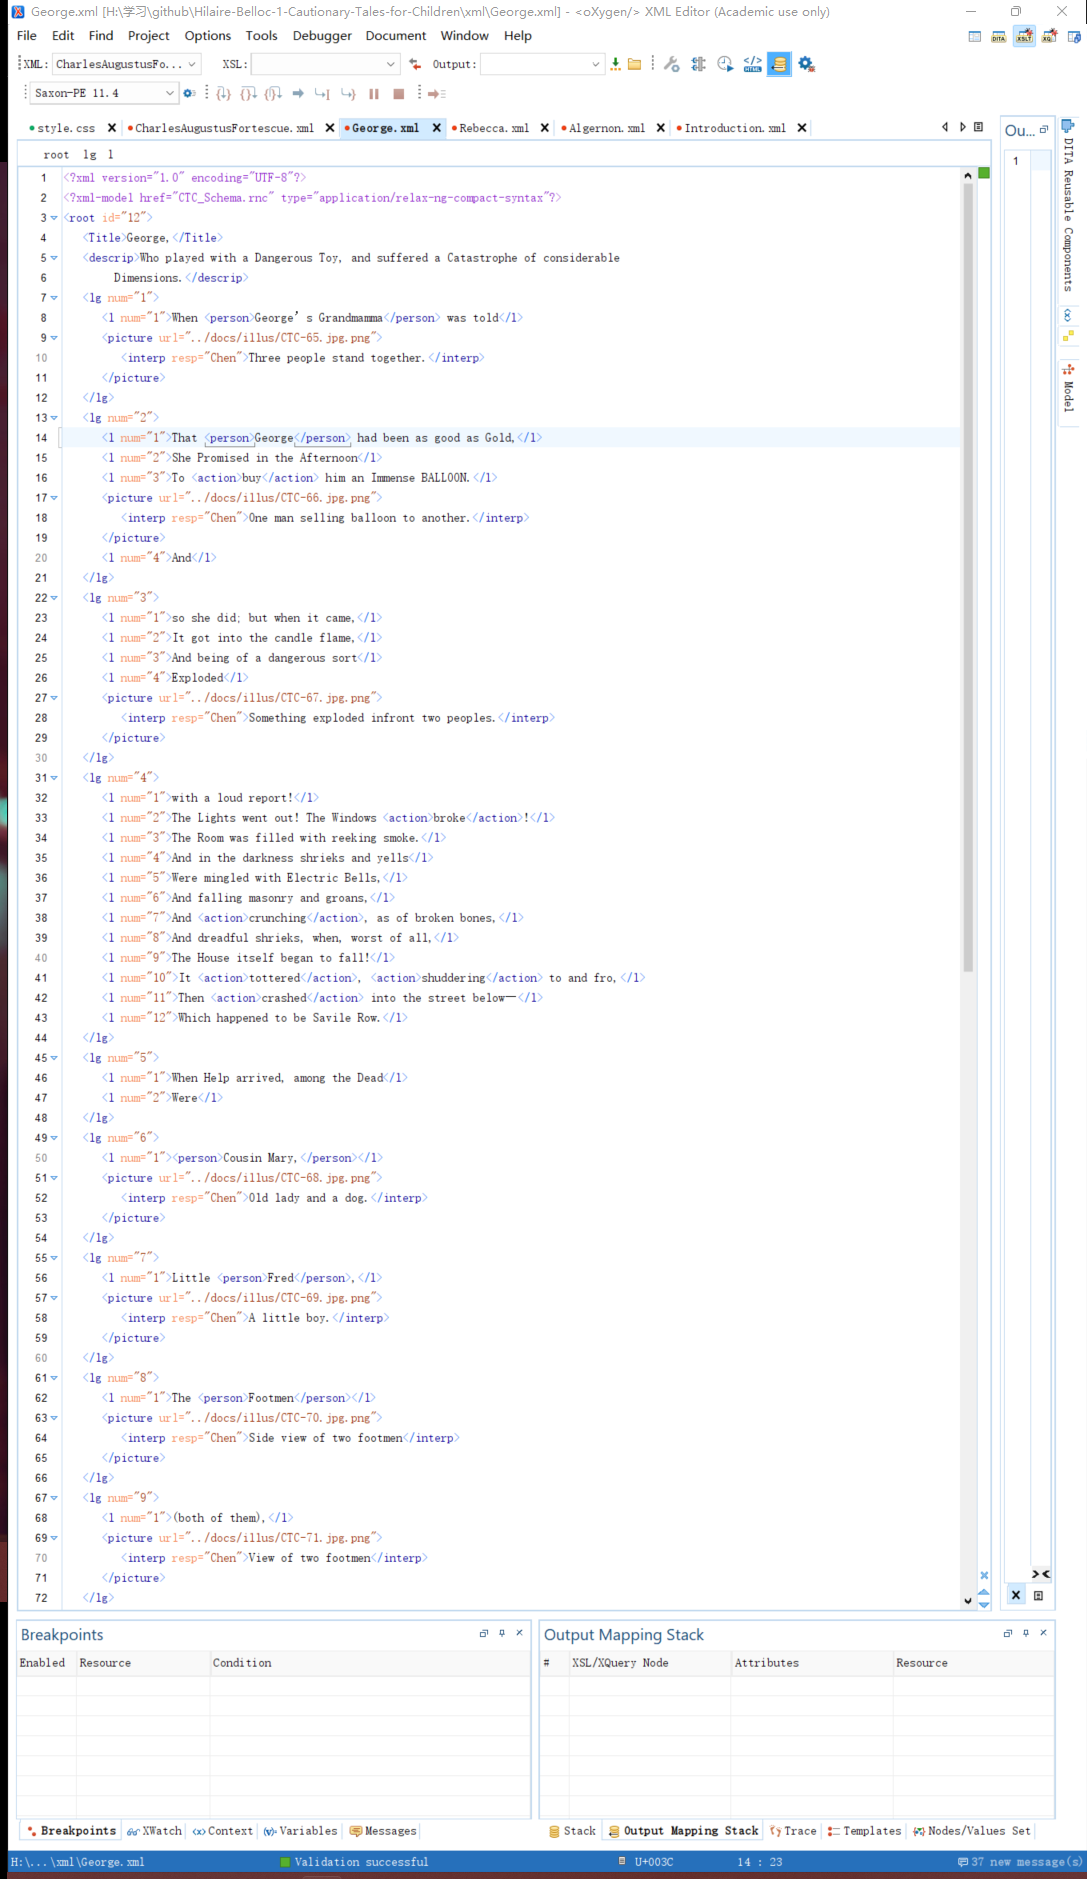 George.xml [H:\学习\github\Hilaire-Belloc-1-Cautionary-Tales-for-Children\xml\George.xml] - <oXygen/> XML Editor (Academic use only)
File Edit Find Project Options Tools Debugger Document Window Help
XML: CharlesAugustusFo... XSL: Output:
Saxon-PE 11.4
style.css CharlesAugustusFortescue.xml George.xml Rebecca.xml Algernon.xml Introduction.xml
root lg l
1 <?xml version="1.0" encoding="UTF-8"?>
2 <?xml-model href="CTC_Schema.rnc" type="application/relax-ng-compact-syntax"?>
3 <root id="12">
4 <Title>George,</Title>
5 <descrip>Who played with a Dangerous Toy, and suffered a Catastrophe of considerable
6 Dimensions.</descrip>
7 <lg num="1">
8 <l num="1">When <person>George’s Grandmamma</person> was told</l>
9 <picture url="../docs/illus/CTC-65.jpg.png">
10 <interp resp="Chen">Three people stand together.</interp>
11 </picture>
12 </lg>
13 <lg num="2">
14 <l num="1">That <person>George</person> had been as good as Gold,</l>
15 <l num="2">She Promised in the Afternoon</l>
16 <l num="3">To <action>buy</action> him an Immense BALLOON.</l>
17 <picture url="../docs/illus/CTC-66.jpg.png">
18 <interp resp="Chen">One man selling balloon to another.</interp>
19 </picture>
20 <l num="4">And</l>
21 </lg>
22 <lg num="3">
23 <l num="1">so she did; but when it came,</l>
24 <l num="2">It got into the candle flame,</l>
25 <l num="3">And being of a dangerous sort</l>
26 <l num="4">Exploded</l>
27 <picture url="../docs/illus/CTC-67.jpg.png">
28 <interp resp="Chen">Something exploded infront two peoples.</interp>
29 </picture>
30 </lg>
31 <lg num="4">
32 <l num="1">with a loud report!</l>
33 <l num="2">The Lights went out! The Windows <action>broke</action>!</l>
34 <l num="3">The Room was filled with reeking smoke.</l>
35 <l num="4">And in the darkness shrieks and yells</l>
36 <l num="5">Were mingled with Electric Bells,</l>
37 <l num="6">And falling masonry and groans,</l>
38 <l num="7">And <action>crunching</action>, as of broken bones,</l>
39 <l num="8">And dreadful shrieks, when, worst of all,</l>
40 <l num="9">The House itself began to fall!</l>
41 <l num="10">It <action>tottered</action>, <action>shuddering</action> to and fro,</l>
42 <l num="11">Then <action>crashed</action> into the street below—</l>
43 <l num="12">Which happened to be Savile Row.</l>
44 </lg>
45 <lg num="5">
46 <l num="1">When Help arrived, among the Dead</l>
47 <l num="2">Were</l>
48 </lg>
49 <lg num="6">
50 <l num="1"><person>Cousin Mary,</person></l>
51 <picture url="../docs/illus/CTC-68.jpg.png">
52 <interp resp="Chen">Old lady and a dog.</interp>
53 </picture>
54 </lg>
55 <lg num="7">
56 <l num="1">Little <person>Fred</person>,</l>
57 <picture url="../docs/illus/CTC-69.jpg.png">
58 <interp resp="Chen">A little boy.</interp>
59 </picture>
60 </lg>
61 <lg num="8">
62 <l num="1">The <person>Footmen</person></l>
63 <picture url="../docs/illus/CTC-70.jpg.png">
64 <interp resp="Chen">Side view of two footmen</interp>
65 </picture>
66 </lg>
67 <lg num="9">
68 <l num="1">(both of them),</l>
69 <picture url="../docs/illus/CTC-71.jpg.png">
70 <interp resp="Chen">View of two footmen</interp>
71 </picture>
72 </lg>
Ou...
1
DITA Reusable Components
Model
Breakpoints
Enabled Resource Condition
Output Mapping Stack
# XSL/XQuery Node Attributes Resource
Breakpoints XWatch Context Variables Messages
Stack Output Mapping Stack Trace Templates Nodes/Values Set
H:\...\xml\George.xml Validation successful U+003C 14 : 23 37 new message(s)